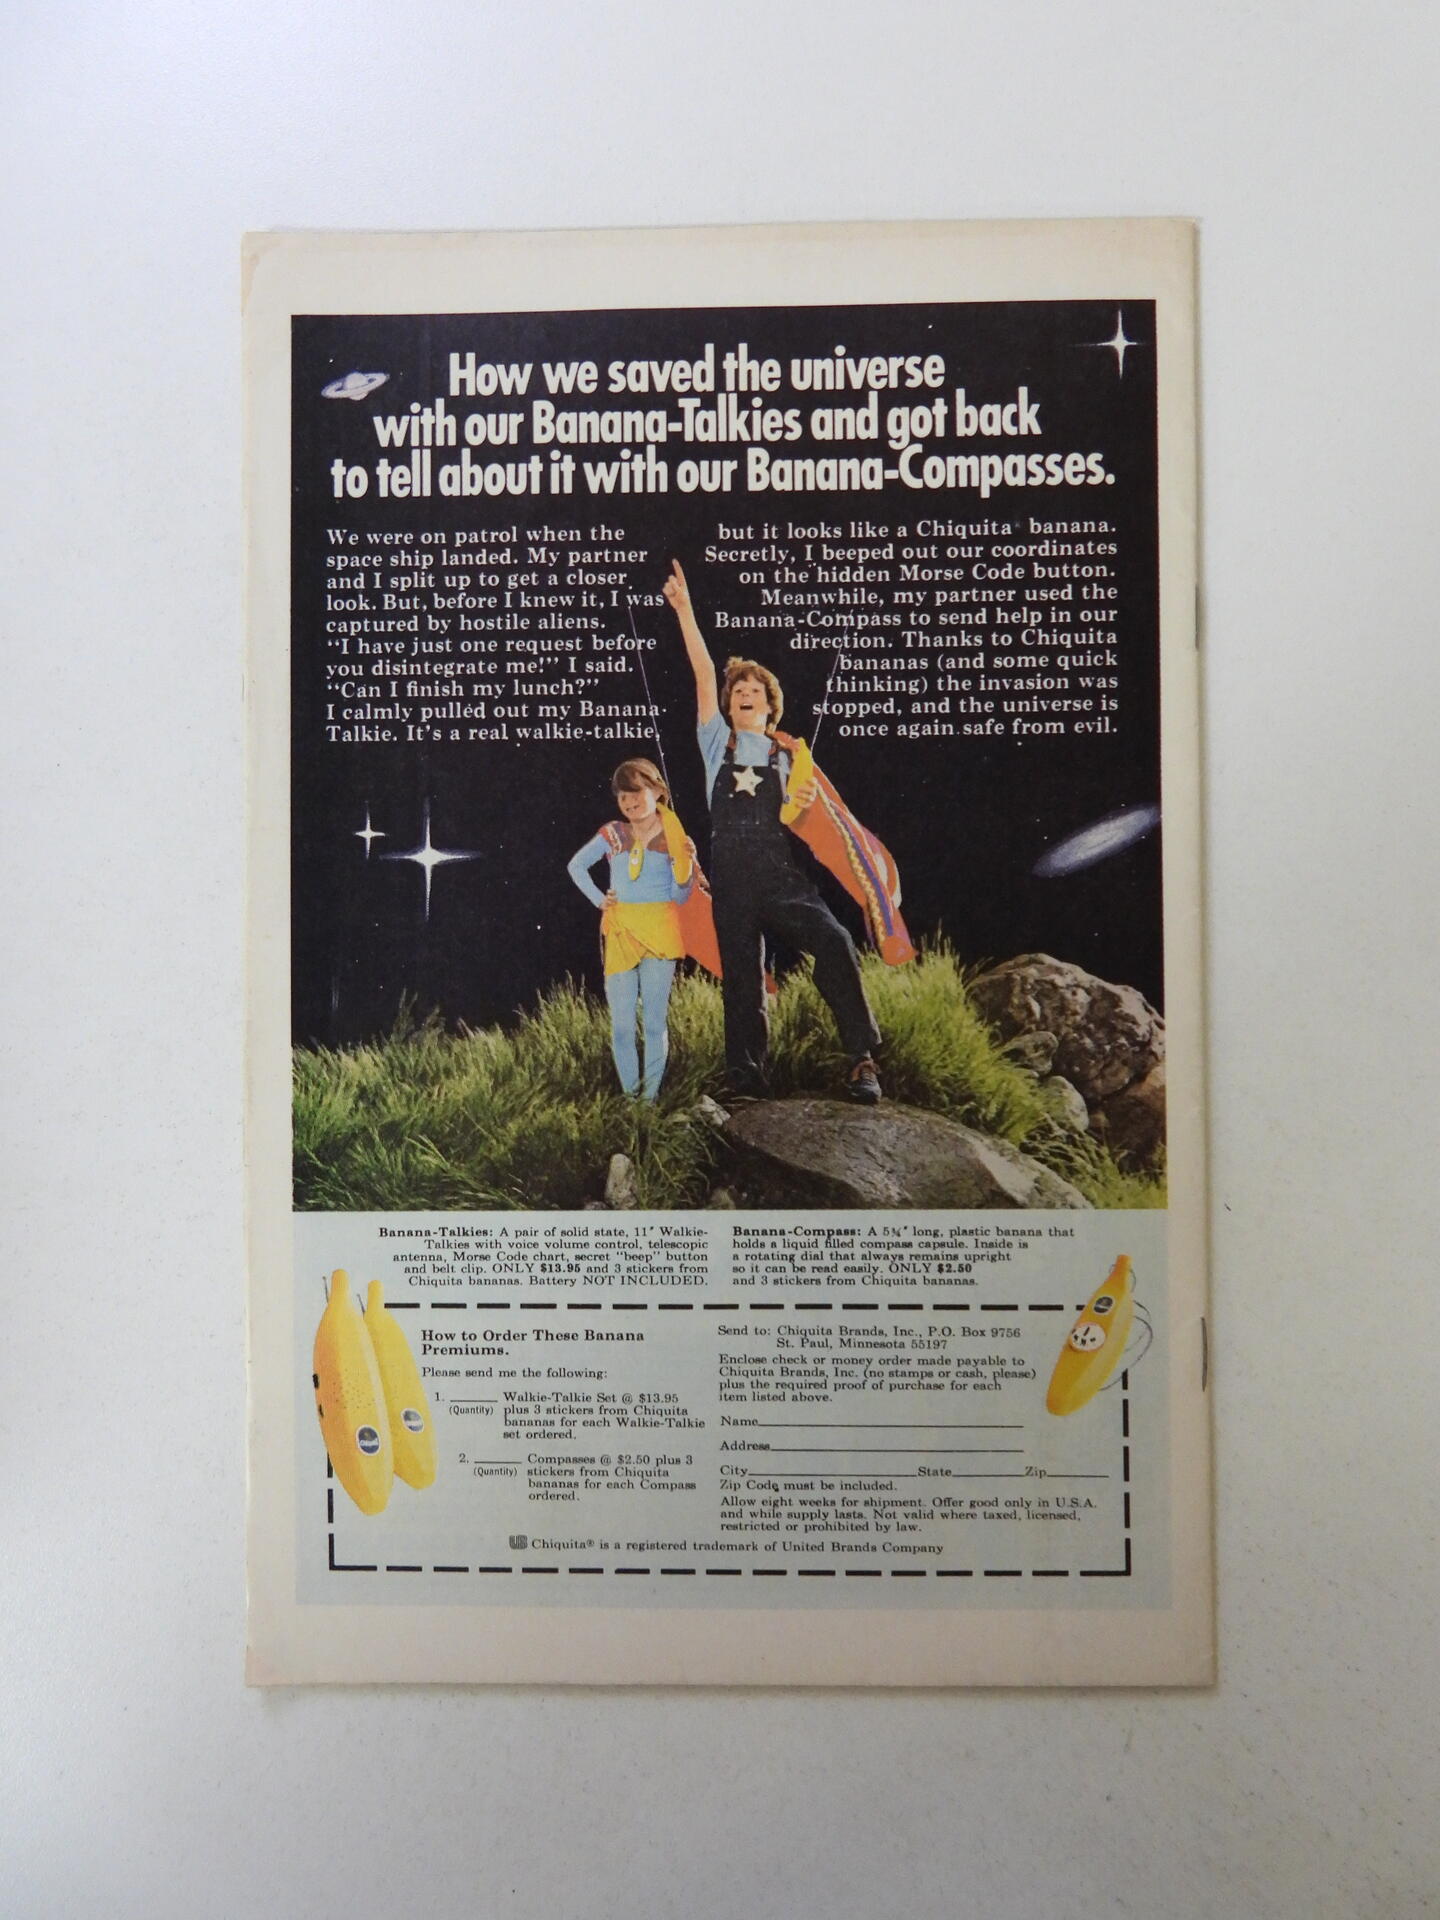 How we saved the universe
with our Banana-Talkies and got back
to tell about it with our Banana-Compasses.
We were on patrol when the
space ship landed. My partner
and I split up to get a closer
look. But, before I knew it, I was
captured by hostile aliens.
“I have just one request before
you disintegrate me!” I said.
“Can I finish my lunch?”
I calmly pulled out my Banana-
Talkie. It's a real walkie-talkie,
but it looks like a Chiquita® banana.
Secretly, I beeped out our coordinates
on the hidden Morse Code button.
Meanwhile, my partner used the
Banana-Compass to send help in our
direction. Thanks to Chiquita
bananas (and some quick
thinking) the invasion was
stopped, and the universe is
once again safe from evil.
Banana-Talkies: A pair of solid state, 11″ Walkie-
Talkies with voice volume control, telescopic
antenna, Morse Code chart, secret “beep” button
and belt clip. ONLY $13.95 and 3 stickers from
Chiquita bananas. Battery NOT INCLUDED.
Banana-Compass: A 5¾″ long, plastic banana that
holds a liquid filled compass capsule. Inside is
a rotating dial that always remains upright
so it can be read easily. ONLY $2.50
and 3 stickers from Chiquita bananas.
How to Order These Banana
Premiums.
Please send me the following:
1. ______ Walkie-Talkie Set @ $13.95
(Quantity) plus 3 stickers from Chiquita
bananas for each Walkie-Talkie
set ordered.
2. ______ Compasses @ $2.50 plus 3
(Quantity) stickers from Chiquita
bananas for each Compass
ordered.
Send to: Chiquita Brands, Inc., P.O. Box 9756
St. Paul, Minnesota 55197
Enclose check or money order made payable to
Chiquita Brands, Inc. (no stamps or cash, please)
plus the required proof of purchase for each
item listed above.
Name______
Address______
City______State______Zip______
Zip Code must be included.
Allow eight weeks for shipment. Offer good only in U.S.A.
and while supply lasts. Not valid where taxed, licensed,
restricted or prohibited by law.
UB Chiquita® is a registered trademark of United Brands Company